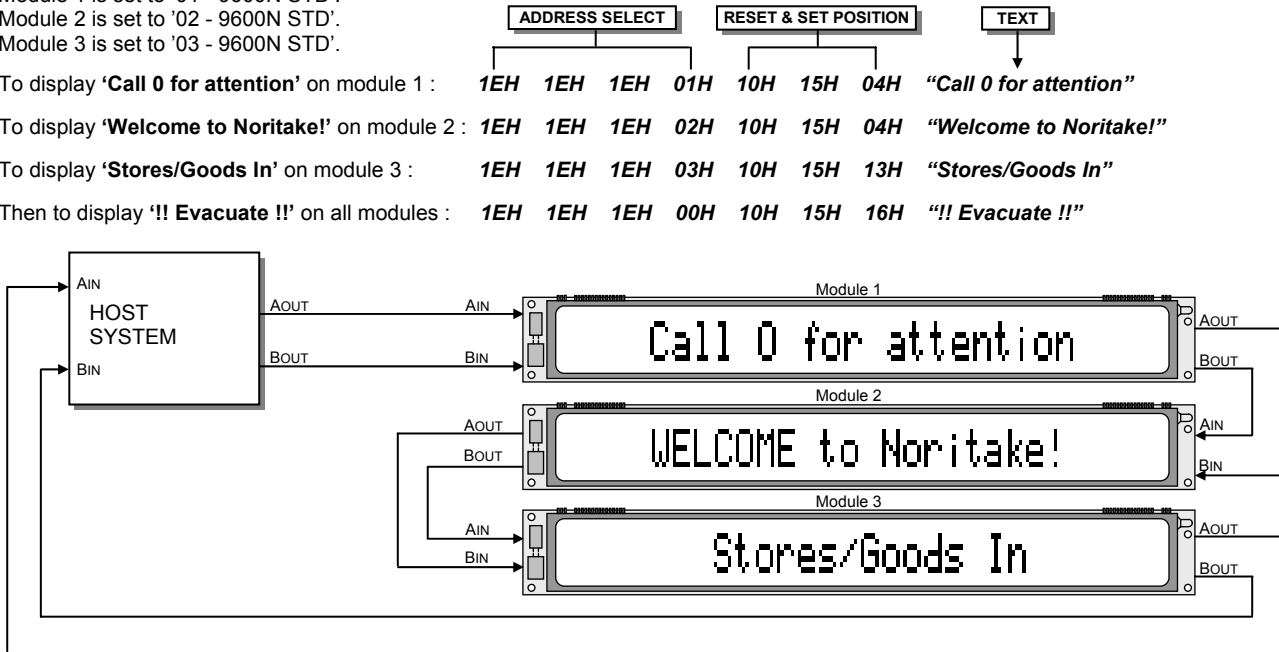 Module 2 is set to ’02 - 9600N STD’.
Module 3 is set to ’03 - 9600N STD’.
ADDRESS SELECT RESET & SET POSITION TEXT
To display ‘Call 0 for attention’ on module 1 : 1EH 1EH 1EH 01H 10H 15H 04H “Call 0 for attention”
To display ‘Welcome to Noritake!’ on module 2 : 1EH 1EH 1EH 02H 10H 15H 04H “Welcome to Noritake!”
To display ‘Stores/Goods In’ on module 3 : 1EH 1EH 1EH 03H 10H 15H 13H “Stores/Goods In”
Then to display ‘!! Evacuate !!’ on all modules : 1EH 1EH 1EH 00H 10H 15H 16H “!! Evacuate !!”
AIN
HOST
SYSTEM
BIN
AOUT
BOUT
AIN
BIN
Module 1
Call 0 for attention
AOUT
BOUT
Module 2
AOUT
BOUT
WELCOME to Noritake!
AIN
BIN
Module 3
AIN
BIN
Stores/Goods In
AOUT
BOUT